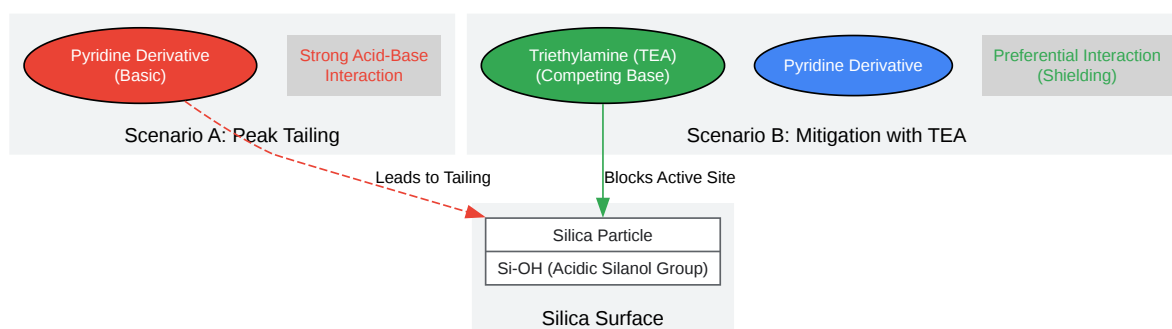 Pyridine Derivative
(Basic)
Strong Acid-Base
Interaction
Scenario A: Peak Tailing
Triethylamine (TEA)
(Competing Base)
Pyridine Derivative
Preferential Interaction
(Shielding)
Scenario B: Mitigation with TEA
Leads to Tailing
Blocks Active Site
Silica Particle
Si-OH (Acidic Silanol Group)
Silica Surface